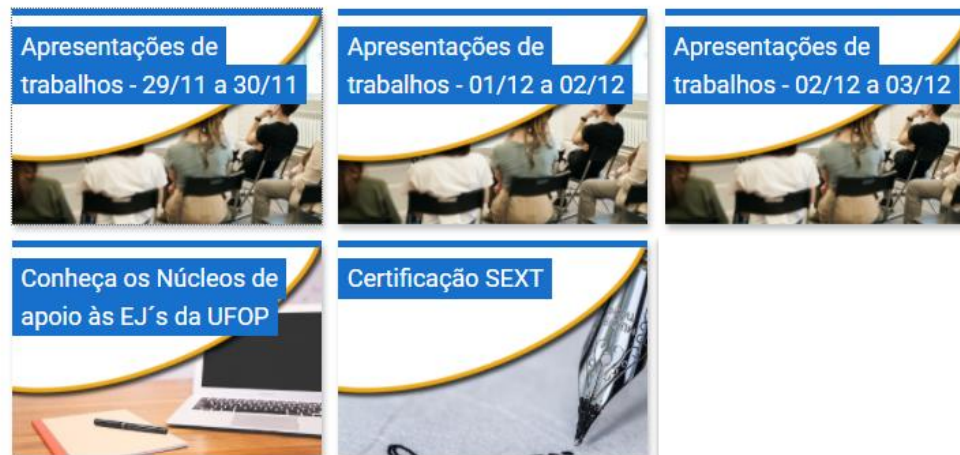 Apresentações de
trabalhos - 29/11 a 30/11
Apresentações de
trabalhos - 01/12 a 02/12
Apresentações de
trabalhos - 02/12 a 03/12
Conheça os Núcleos de
apoio às EJ´s da UFOP
Certificação SEXT